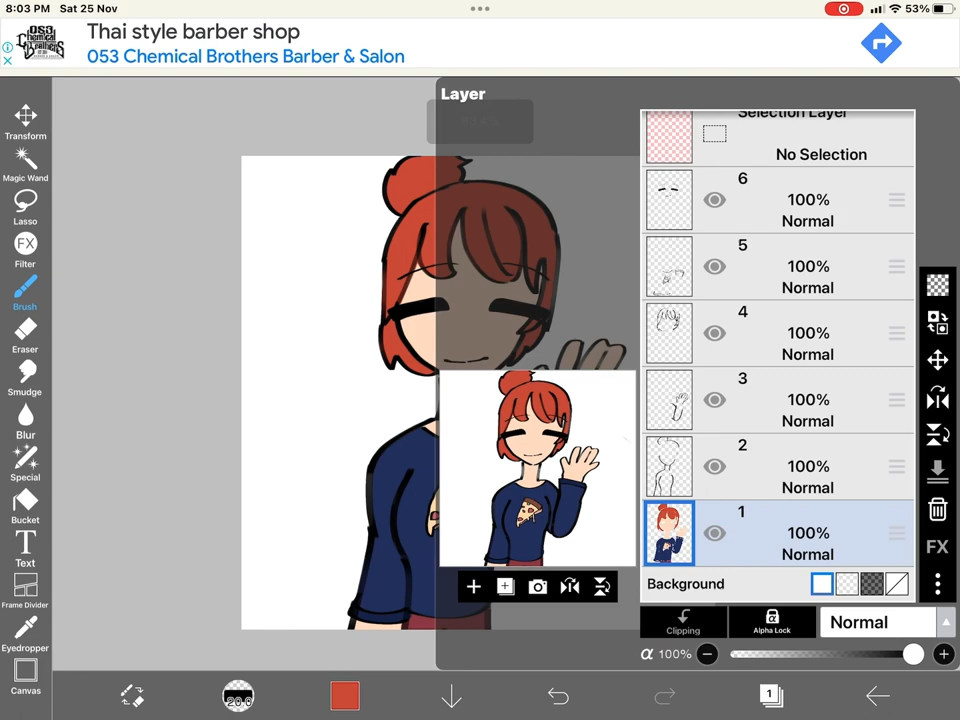 8:03 PM Sat 25 Nov
53%
053
Chemical
Brothers
Thai style barber shop
053 Chemical Brothers Barber & Salon
Layer
Transform
Magic Wand
Lasso
FX
Filter
Brush
Eraser
Smudge
Blur
Special
Bucket
T
Text
Frame Divider
Eyedropper
Canvas
Selection Layer
No Selection
6
100%
Normal
5
100%
Normal
4
100%
Normal
3
100%
Normal
2
100%
Normal
1
100%
Normal
Background
FX
Clipping
Alpha Lock
Normal
α 100%
20.0
1